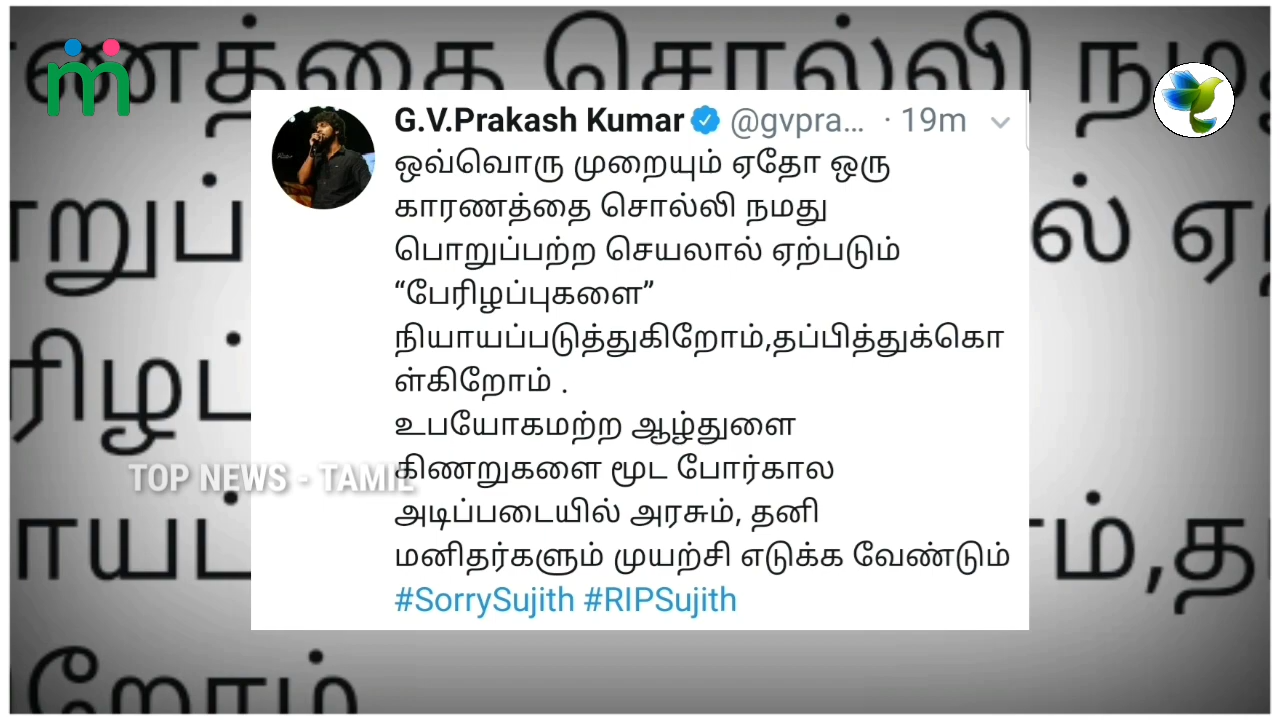 G.V.Prakash Kumar @gvpra... · 19m
ஒவ்வொரு முறையும் ஏதோ ஒரு
காரணத்தை சொல்லி நமது
பொறுப்பற்ற செயலால் ஏற்படும்
“பேரிழப்புகளை”
நியாயப்படுத்துகிறோம்,தப்பித்துக்கொ
ள்கிறோம் .
உபயோகமற்ற ஆழ்துளை
கிணறுகளை மூட போர்கால
அடிப்படையில் அரசும், தனி
மனிதர்களும் முயற்சி எடுக்க வேண்டும்
#SorrySujith #RIPSujith
TOP NEWS - TAMIL